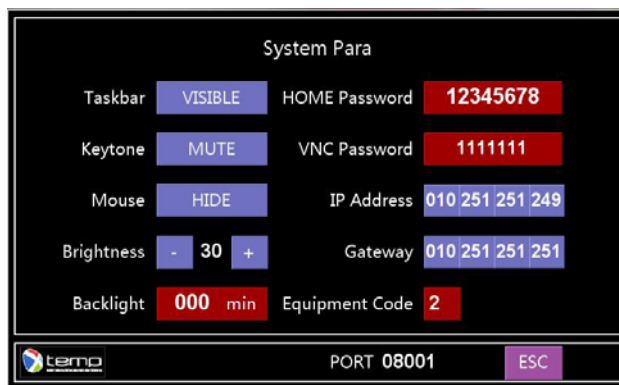 System Para
Taskbar VISIBLE HOME Password 12345678
Keytone MUTE VNC Password 1111111
Mouse HIDE IP Address 010 251 251 249
Brightness - 30 + Gateway 010 251 251 251
Backlight 000 min Equipment Code 2
temp PORT 08001 ESC